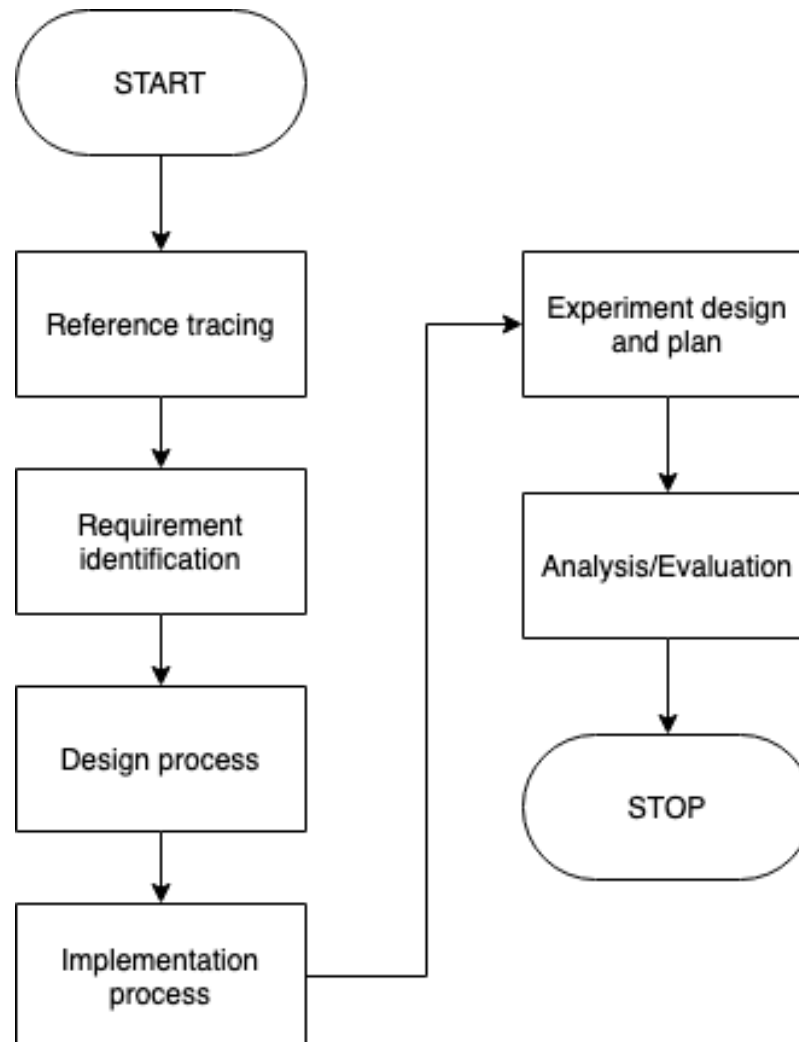 START
Reference tracing
Requirement
identification
Design process
Implementation
process
Experiment design
and plan
Analysis/Evaluation
STOP